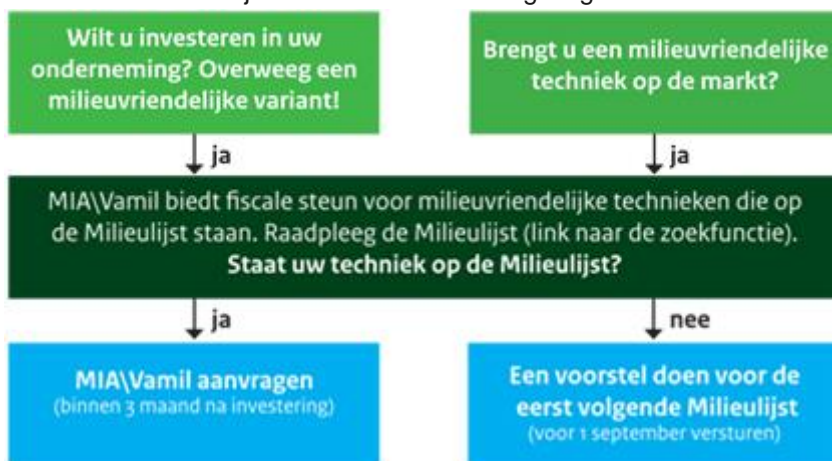 Wilt u investeren in uw
onderneming? Overweeg een
milieuvriendelijke variant!
Brengt u een milieuvriendelijke
techniek op de markt?
ja
ja
MIA\Vamil biedt fiscale steun voor milieuvriendelijke technieken die op
de Milieulijst staan. Raadpleeg de Milieulijst (link naar de zoekfunctie).
Staat uw techniek op de Milieulijst?
ja
nee
MIA\Vamil aanvragen
(binnen 3 maand na investering)
Een voorstel doen voor de
eerst volgende Milieulijst
(voor 1 september versturen)